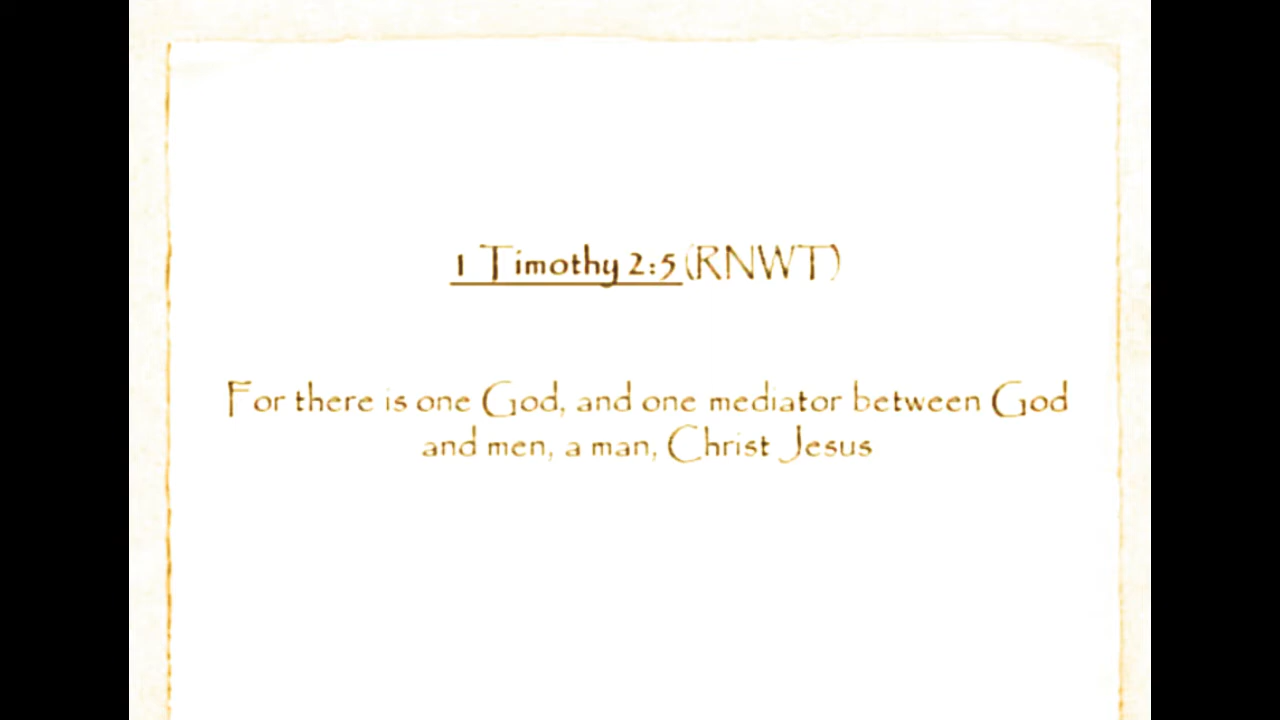 1 Timothy 2:5 (RNWT)
For there is one God, and one mediator between God
and men, a man, Christ Jesus